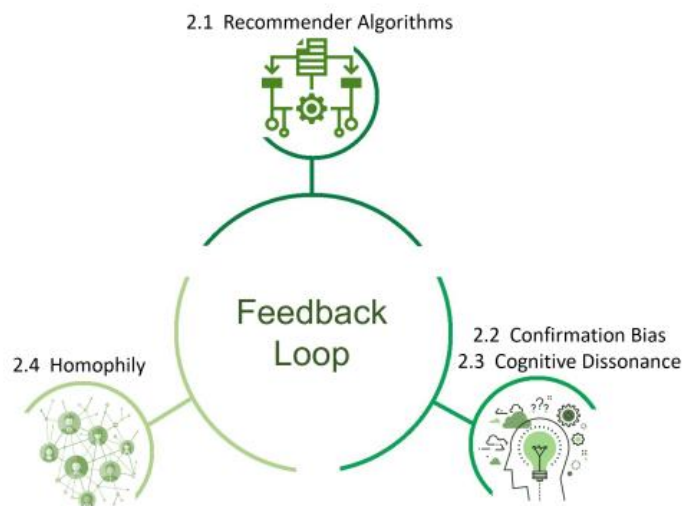 2.1 Recommender Algorithms
Feedback
Loop
2.2 Confirmation Bias
2.3 Cognitive Dissonance
2.4 Homophily
???